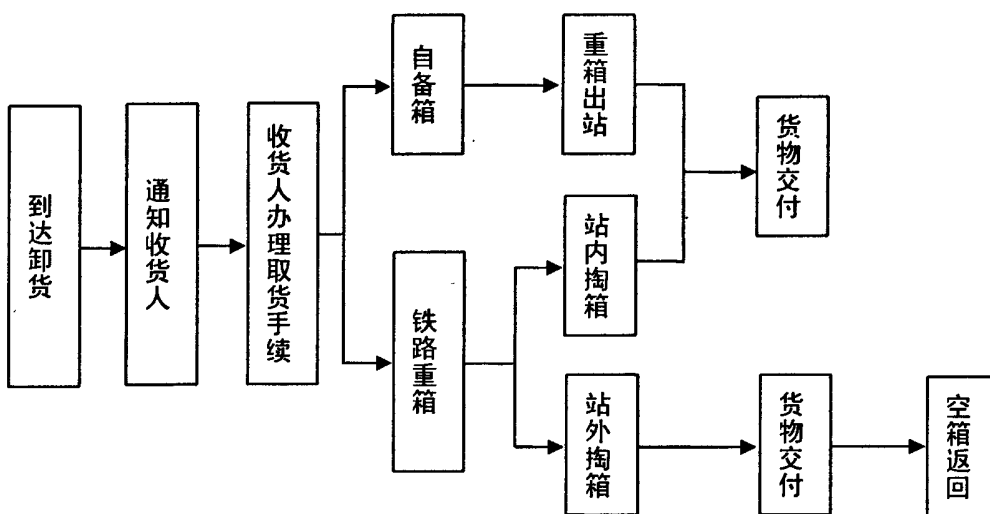 到达卸货
通知收货人
收货人办理取货手续
自备箱
铁路重箱
重箱出站
站内掏箱
站外掏箱
货物交付
货物交付
空箱返回